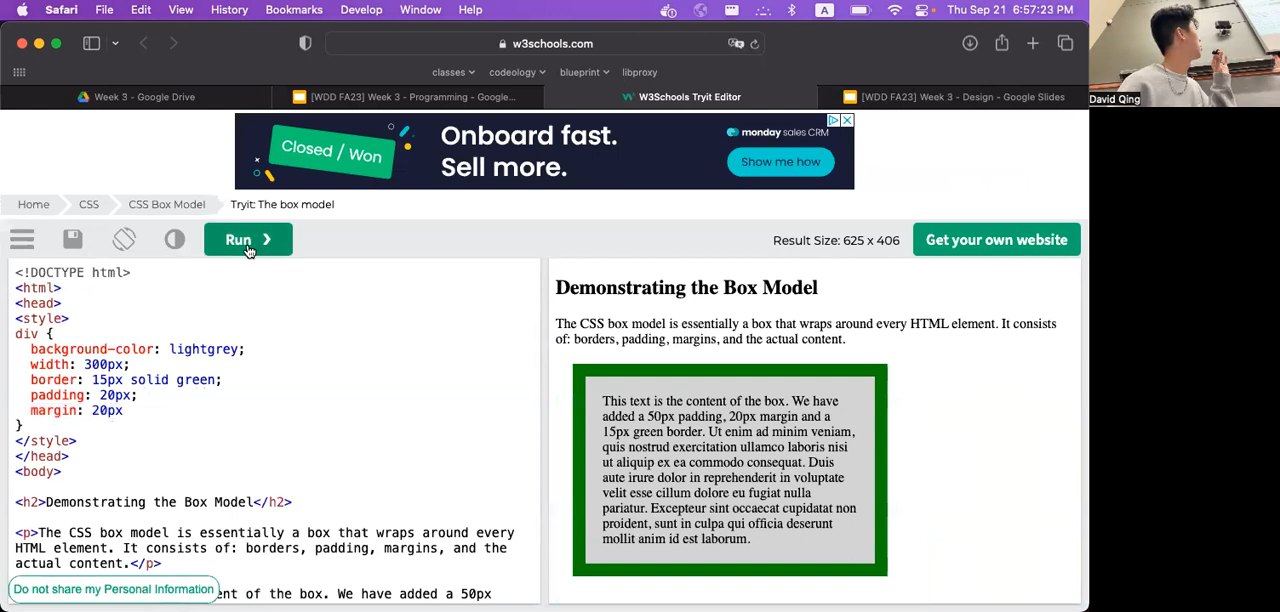 Safari File Edit View History Bookmarks Develop Window Help A Thu Sep 21 6:57:23 PM
w3schools.com
classes codeology blueprint libproxy
Week 3 - Google Drive [WDD FA23] Week 3 - Programming - Google... W3Schools Tryit Editor [WDD FA23] Week 3 - Design - Google Slides
David Qing
Closed / Won
Onboard fast.
Sell more.
monday sales CRM
Show me how
Home CSS CSS Box Model Tryit: The box model
Run ❯ Result Size: 625 x 406 Get your own website
<!DOCTYPE html>
<html>
<head>
<style>
div {
background-color: lightgrey;
width: 300px;
border: 15px solid green;
padding: 20px;
margin: 20px
}
</style>
</head>
<body>
<h2>Demonstrating the Box Model</h2>
<p>The CSS box model is essentially a box that wraps around every
HTML element. It consists of: borders, padding, margins, and the
actual content.</p>
ent of the box. We have added a 50px
Do not share my Personal Information
Demonstrating the Box Model
The CSS box model is essentially a box that wraps around every HTML element. It consists
of: borders, padding, margins, and the actual content.
This text is the content of the box. We have
added a 50px padding, 20px margin and a
15px green border. Ut enim ad minim veniam,
quis nostrud exercitation ullamco laboris nisi
ut aliquip ex ea commodo consequat. Duis
aute irure dolor in reprehenderit in voluptate
velit esse cillum dolore eu fugiat nulla
pariatur. Excepteur sint occaecat cupidatat non
proident, sunt in culpa qui officia deserunt
mollit anim id est laborum.